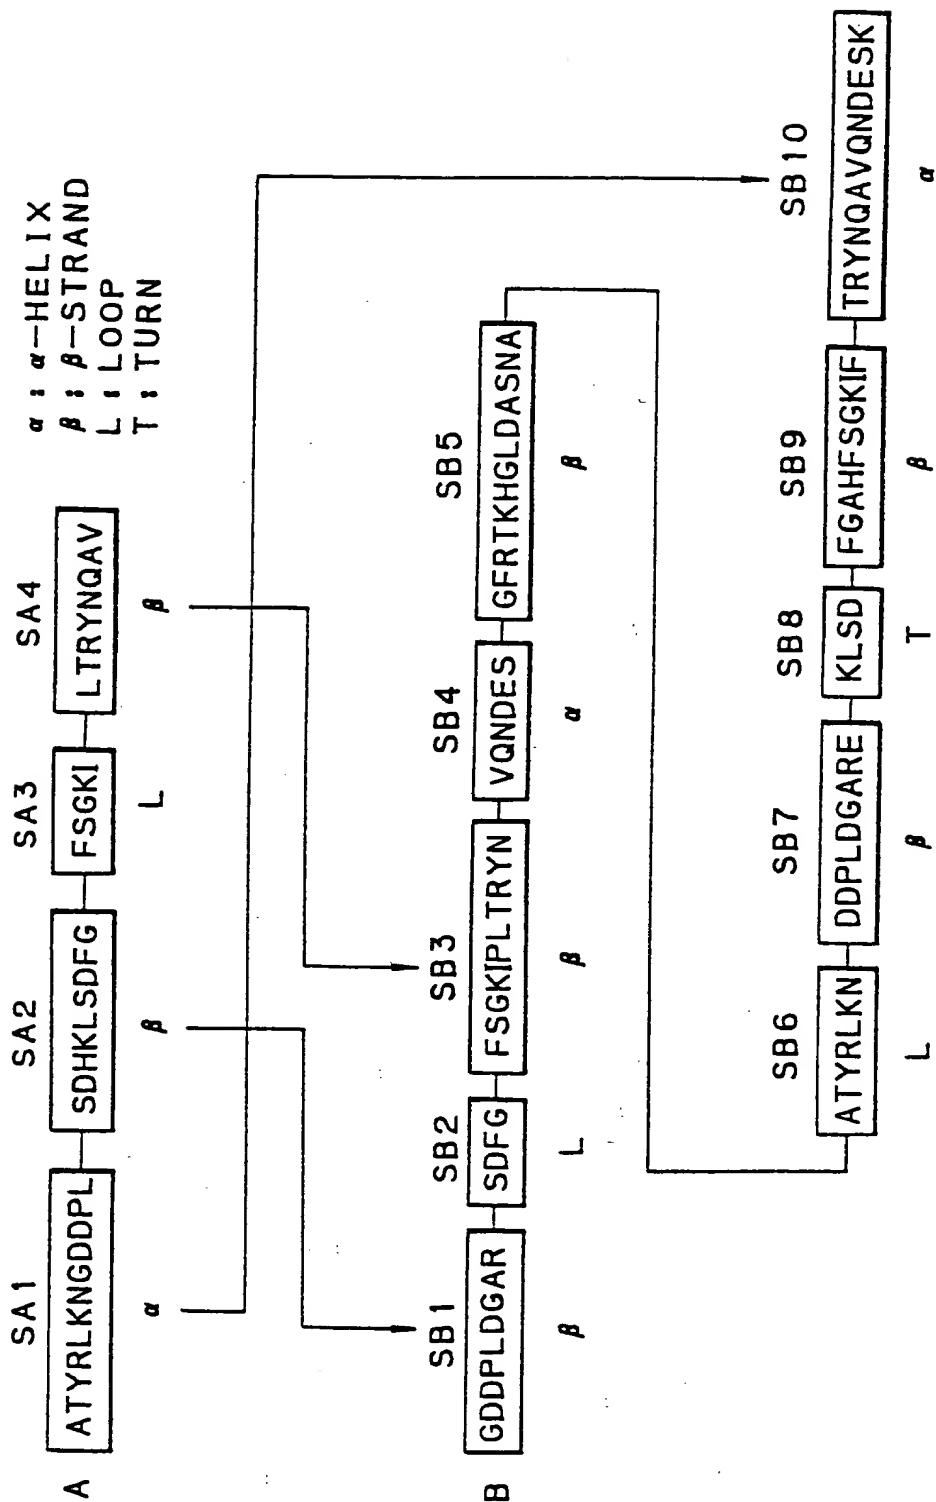 α : α–HELIX
β : β–STRAND
L : LOOP
T : TURN
SA1 SA2 SA3 SA4
A ATYRLKNGDDPL SDHKLSDFG FSGKI LTRYNQAV
α β L β
SB1 SB2 SB3 SB4 SB5
B GDDPLDGAR SDFG FSGKIPLTRYN VQNDES GFRTKHGLDASNA
β L β α β
SB6 SB7 SB8 SB9 SB10
ATYRLKN DDPLDGARE KLSD FGAHFSGKIF TRYNQAVQNDESK
L β T β α